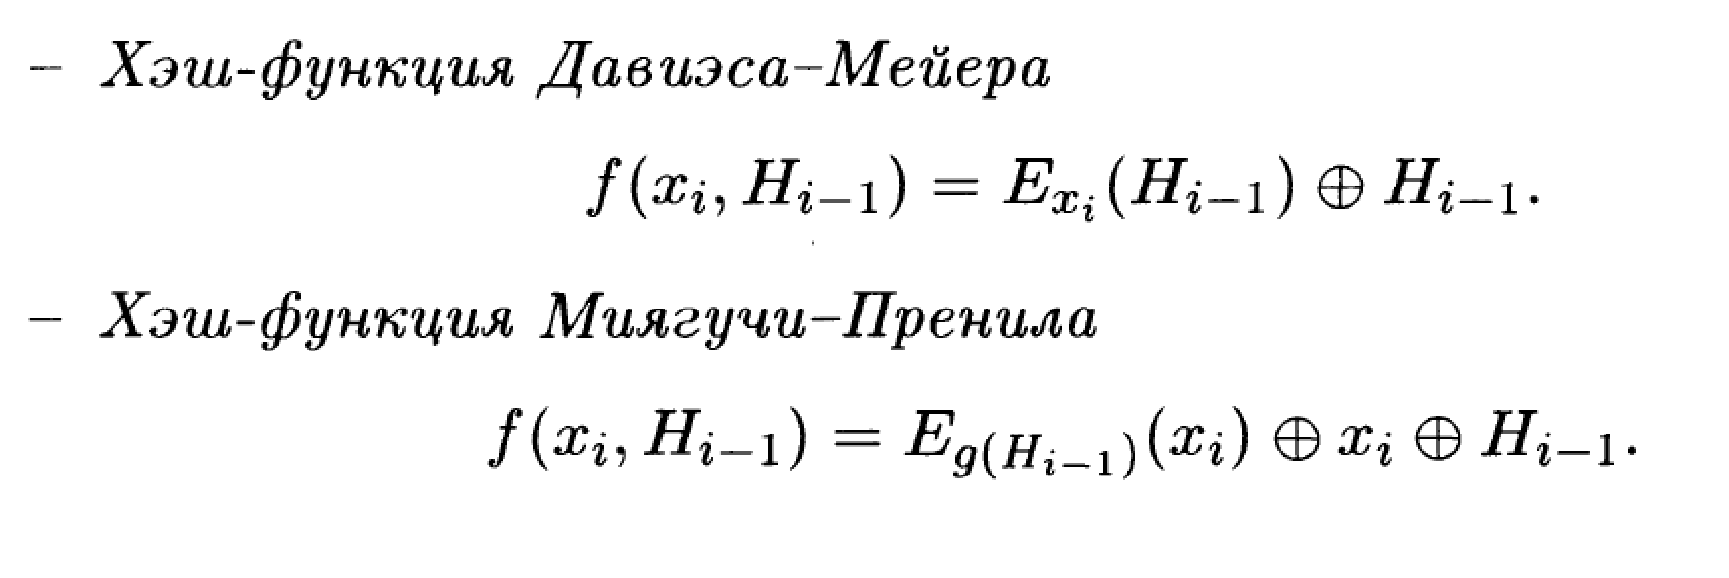 – Хэш-функция Давиэса–Мейера
f(x_i, H_{i−1}) = E_{x_i}(H_{i−1}) ⊕ H_{i−1}.
– Хэш-функция Миягучи–Пренила
f(x_i, H_{i−1}) = E_{g(H_{i−1})}(x_i) ⊕ x_i ⊕ H_{i−1}.